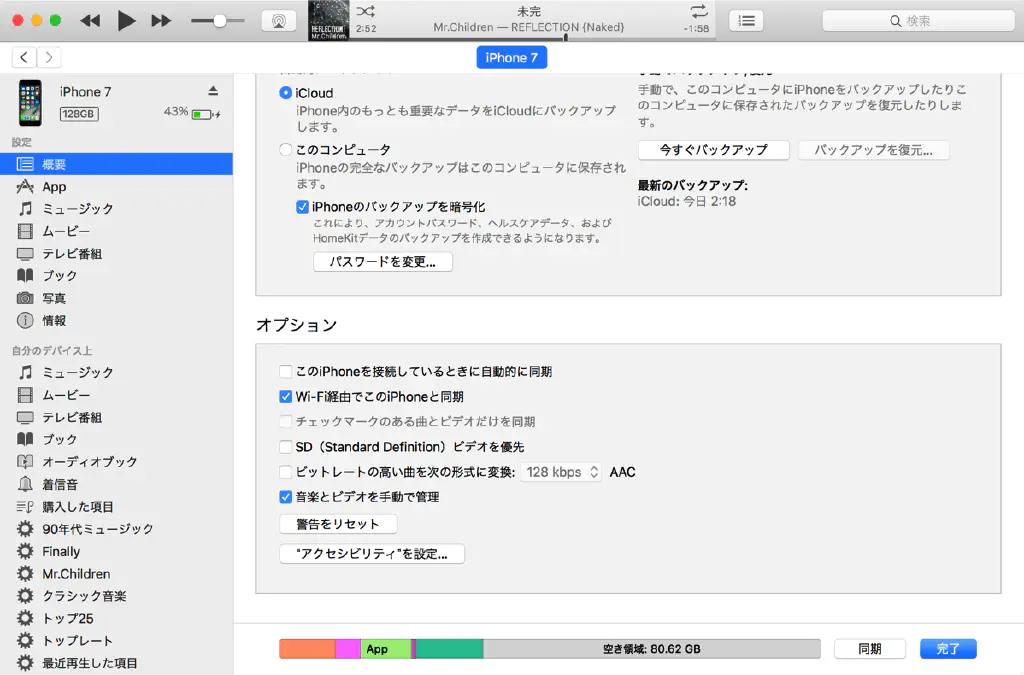 未完
Mr.Children — REFLECTION {Naked}
2:52
-1:58
REFLECTION
Mr.Children
検索
iPhone 7
iPhone 7
128GB
43%
設定
概要
App
ミュージック
ムービー
テレビ番組
ブック
写真
情報
自分のデバイス上
ミュージック
ムービー
テレビ番組
ブック
オーディオブック
着信音
購入した項目
90年代ミュージック
Finally
Mr.Children
クラシック音楽
トップ25
トップレート
最近再生した項目
iCloud
iPhone内のもっとも重要なデータをiCloudにバックアップ
します。
このコンピュータ
iPhoneの完全なバックアップはこのコンピュータに保存され
ます。
iPhoneのバックアップを暗号化
これにより、アカウントパスワード、ヘルスケアデータ、および
HomeKitデータのバックアップを作成できるようになります。
パスワードを変更...
手動で、このコンピュータにiPhoneをバックアップしたりこ
のコンピュータに保存されたバックアップを復元したりしま
す。
今すぐバックアップ
バックアップを復元...
最新のバックアップ:
iCloud: 今日 2:18
オプション
このiPhoneを接続しているときに自動的に同期
Wi-Fi経由でこのiPhoneと同期
チェックマークのある曲とビデオだけを同期
SD（Standard Definition）ビデオを優先
ビットレートの高い曲を次の形式に変換: 128 kbps AAC
音楽とビデオを手動で管理
警告をリセット
"アクセシビリティ"を設定...
App
空き領域: 80.62 GB
同期
完了